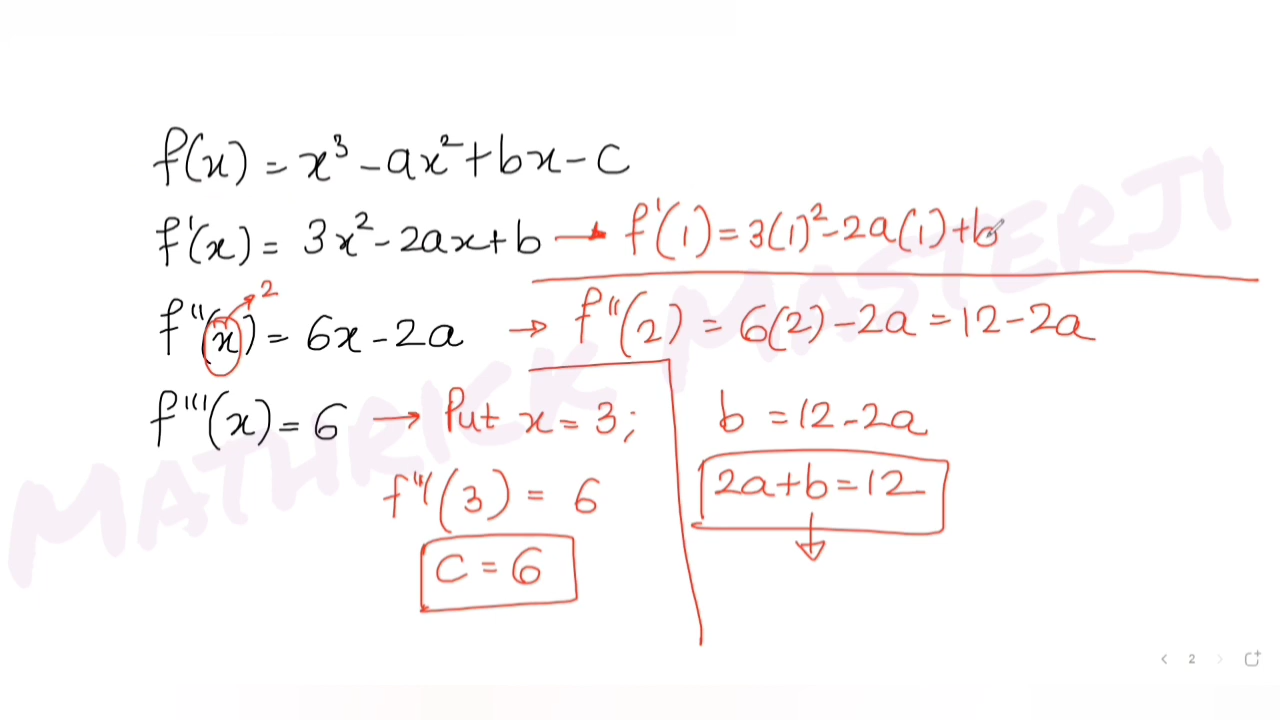 f(x) = x³ - ax² + bx - c
f'(x) = 3x² - 2ax + b → f'(1) = 3(1)² - 2a(1) + b
2
f''(x) = 6x - 2a → f''(2) = 6(2) - 2a = 12 - 2a
f'''(x) = 6 → Put x = 3;
f'''(3) = 6
c = 6
b = 12 - 2a
2a + b = 12
MATHRICK MASTERJI
< 2 >